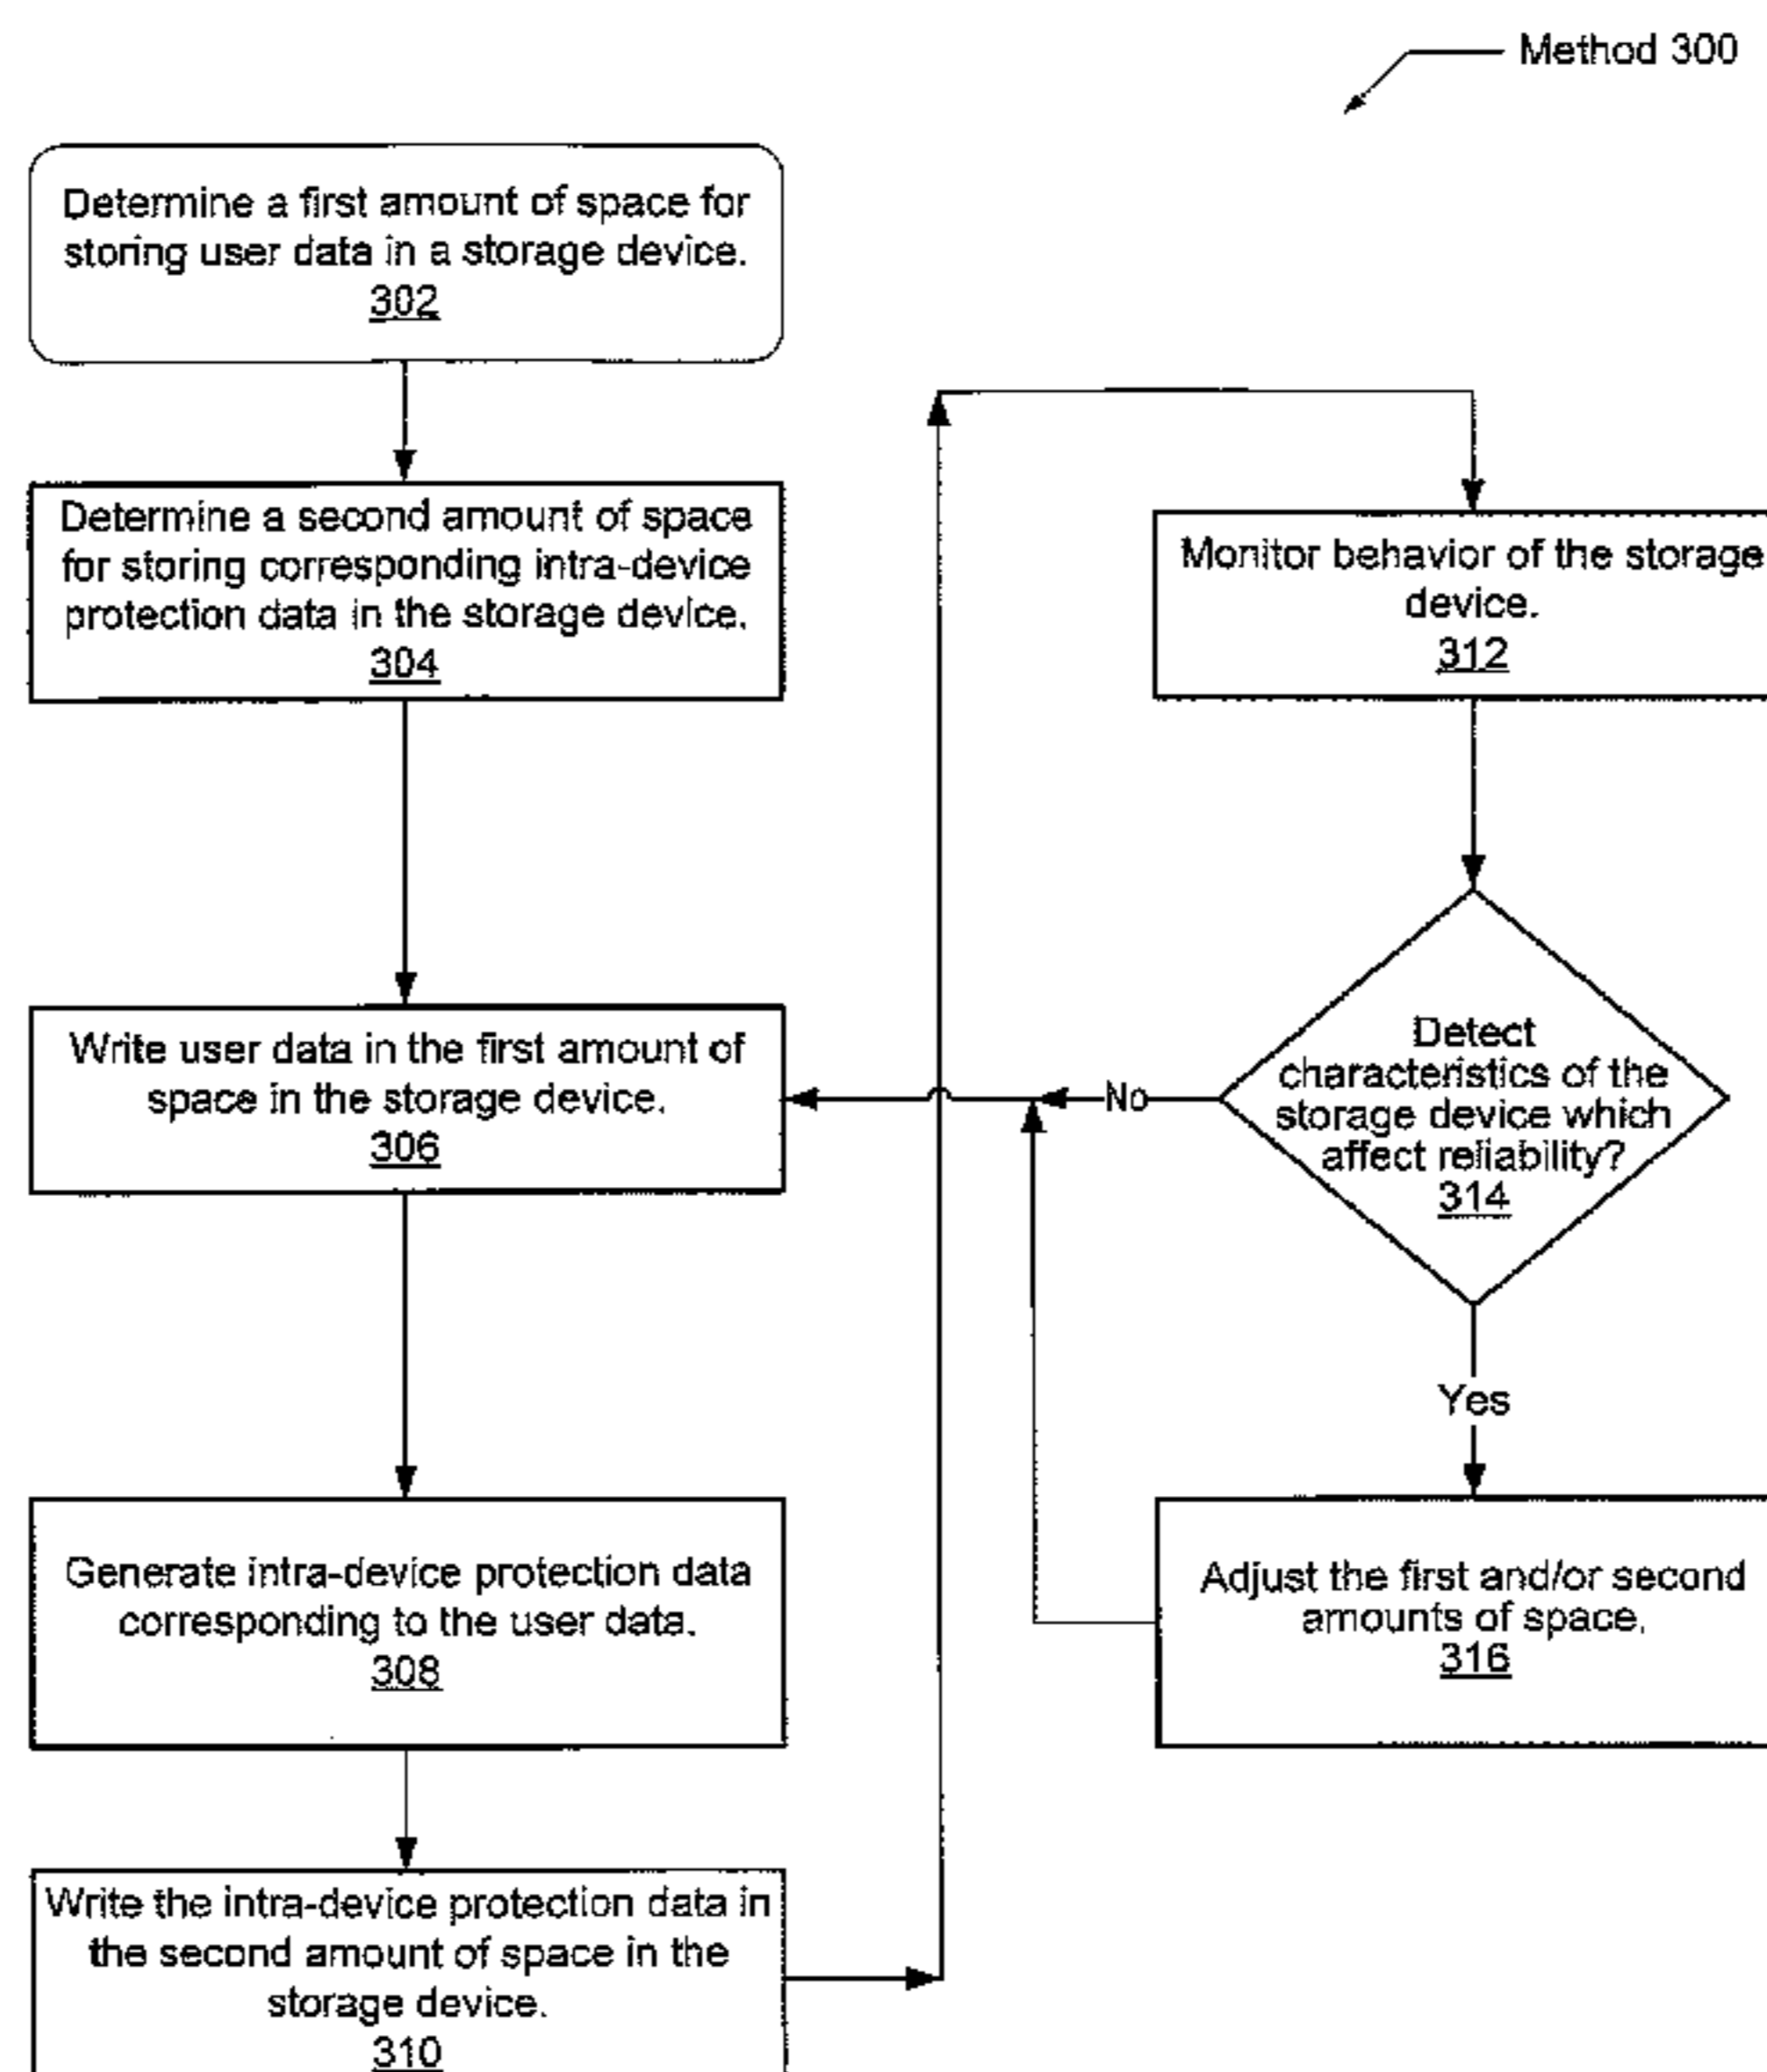 Method 300
Determine a first amount of space for
storing user data in a storage device.
302
Determine a second amount of space
for storing corresponding intra-device
protection data in the storage device.
304
Write user data in the first amount of
space in the storage device.
306
Generate intra-device protection data
corresponding to the user data.
308
Write the intra-device protection data in
the second amount of space in the
storage device.
310
Monitor behavior of the storage
device.
312
Detect
characteristics of the
storage device which
affect reliability?
314
No
Yes
Adjust the first and/or second
amounts of space.
316